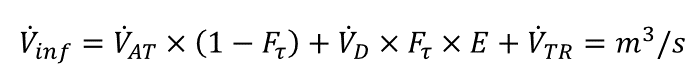 V̇_inf = V̇_AT × (1 − F_τ) + V̇_D × F_τ × E + V̇_TR = m³/s